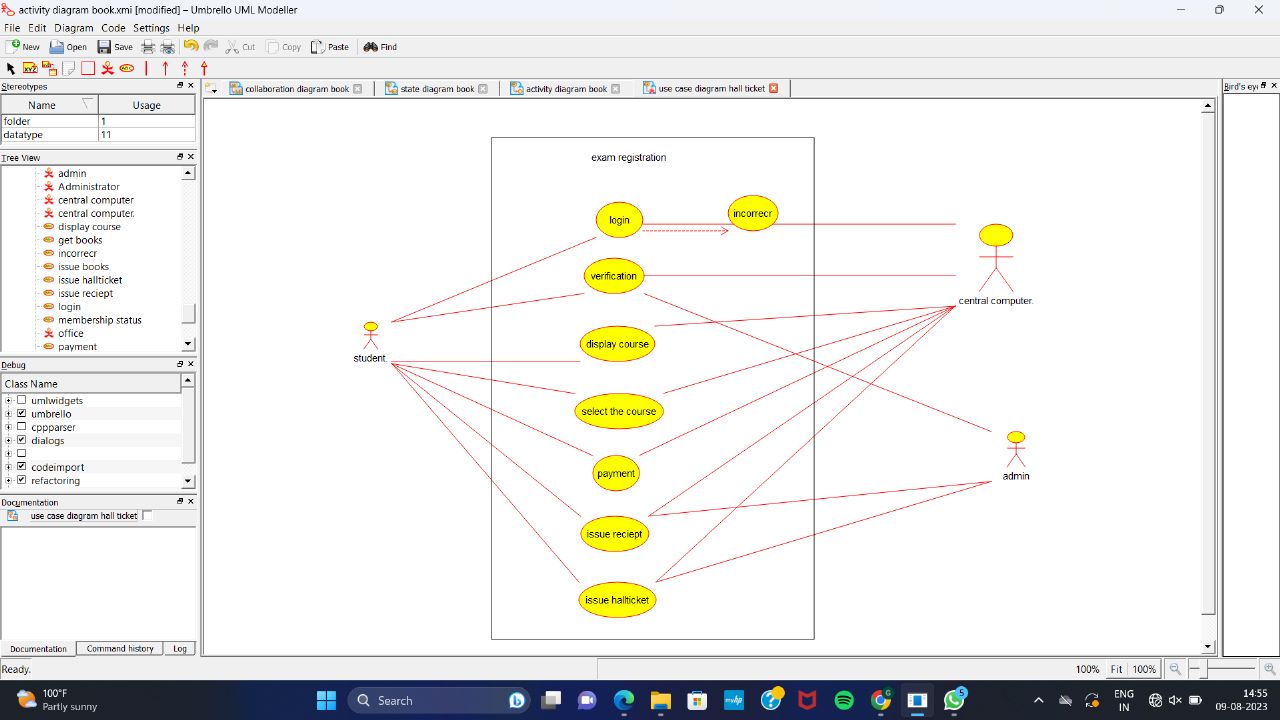 activity diagram book.xmi [modified] – Umbrello UML Modeller
File Edit Diagram Code Settings Help
New Open Save Cut Copy Paste Find
Stereotypes
Name Usage
folder 1
datatype 11
Tree View
admin
Administrator
central computer
central computer.
display course
get books
incorrecr
issue books
issue hallticket
issue reciept
login
membership status
office
payment
Debug
Class Name
umlwidgets
umbrello
cppparser
dialogs
codeimport
refactoring
Documentation
use case diagram hall ticket
Documentation Command history Log
Ready.
collaboration diagram book state diagram book activity diagram book use case diagram hall ticket
Bird's eye
exam registration
login
incorrecr
verification
display course
select the course
payment
issue reciept
issue hallticket
student.
central computer.
admin
100% Fit 100%
100°F
Partly sunny
Search
ENG
IN
14:55
09-08-2023